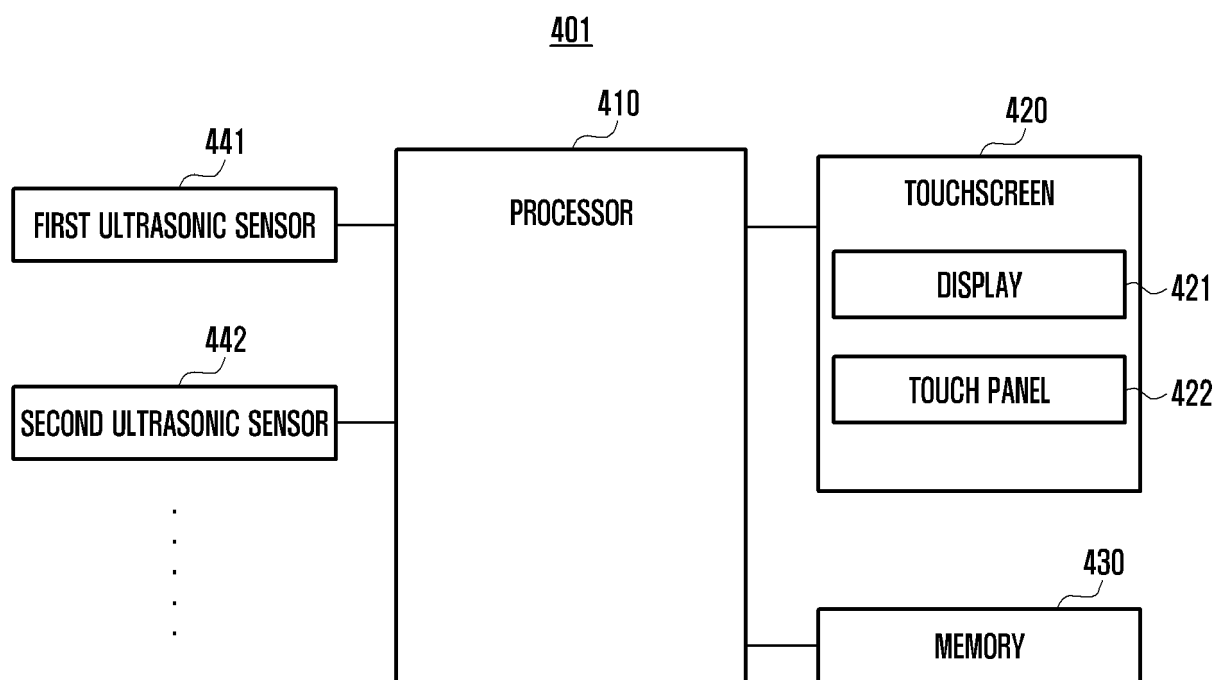 401
410
420
441
PROCESSOR
TOUCHSCREEN
FIRST ULTRASONIC SENSOR
DISPLAY
421
442
TOUCH PANEL
422
SECOND ULTRASONIC SENSOR
430
MEMORY